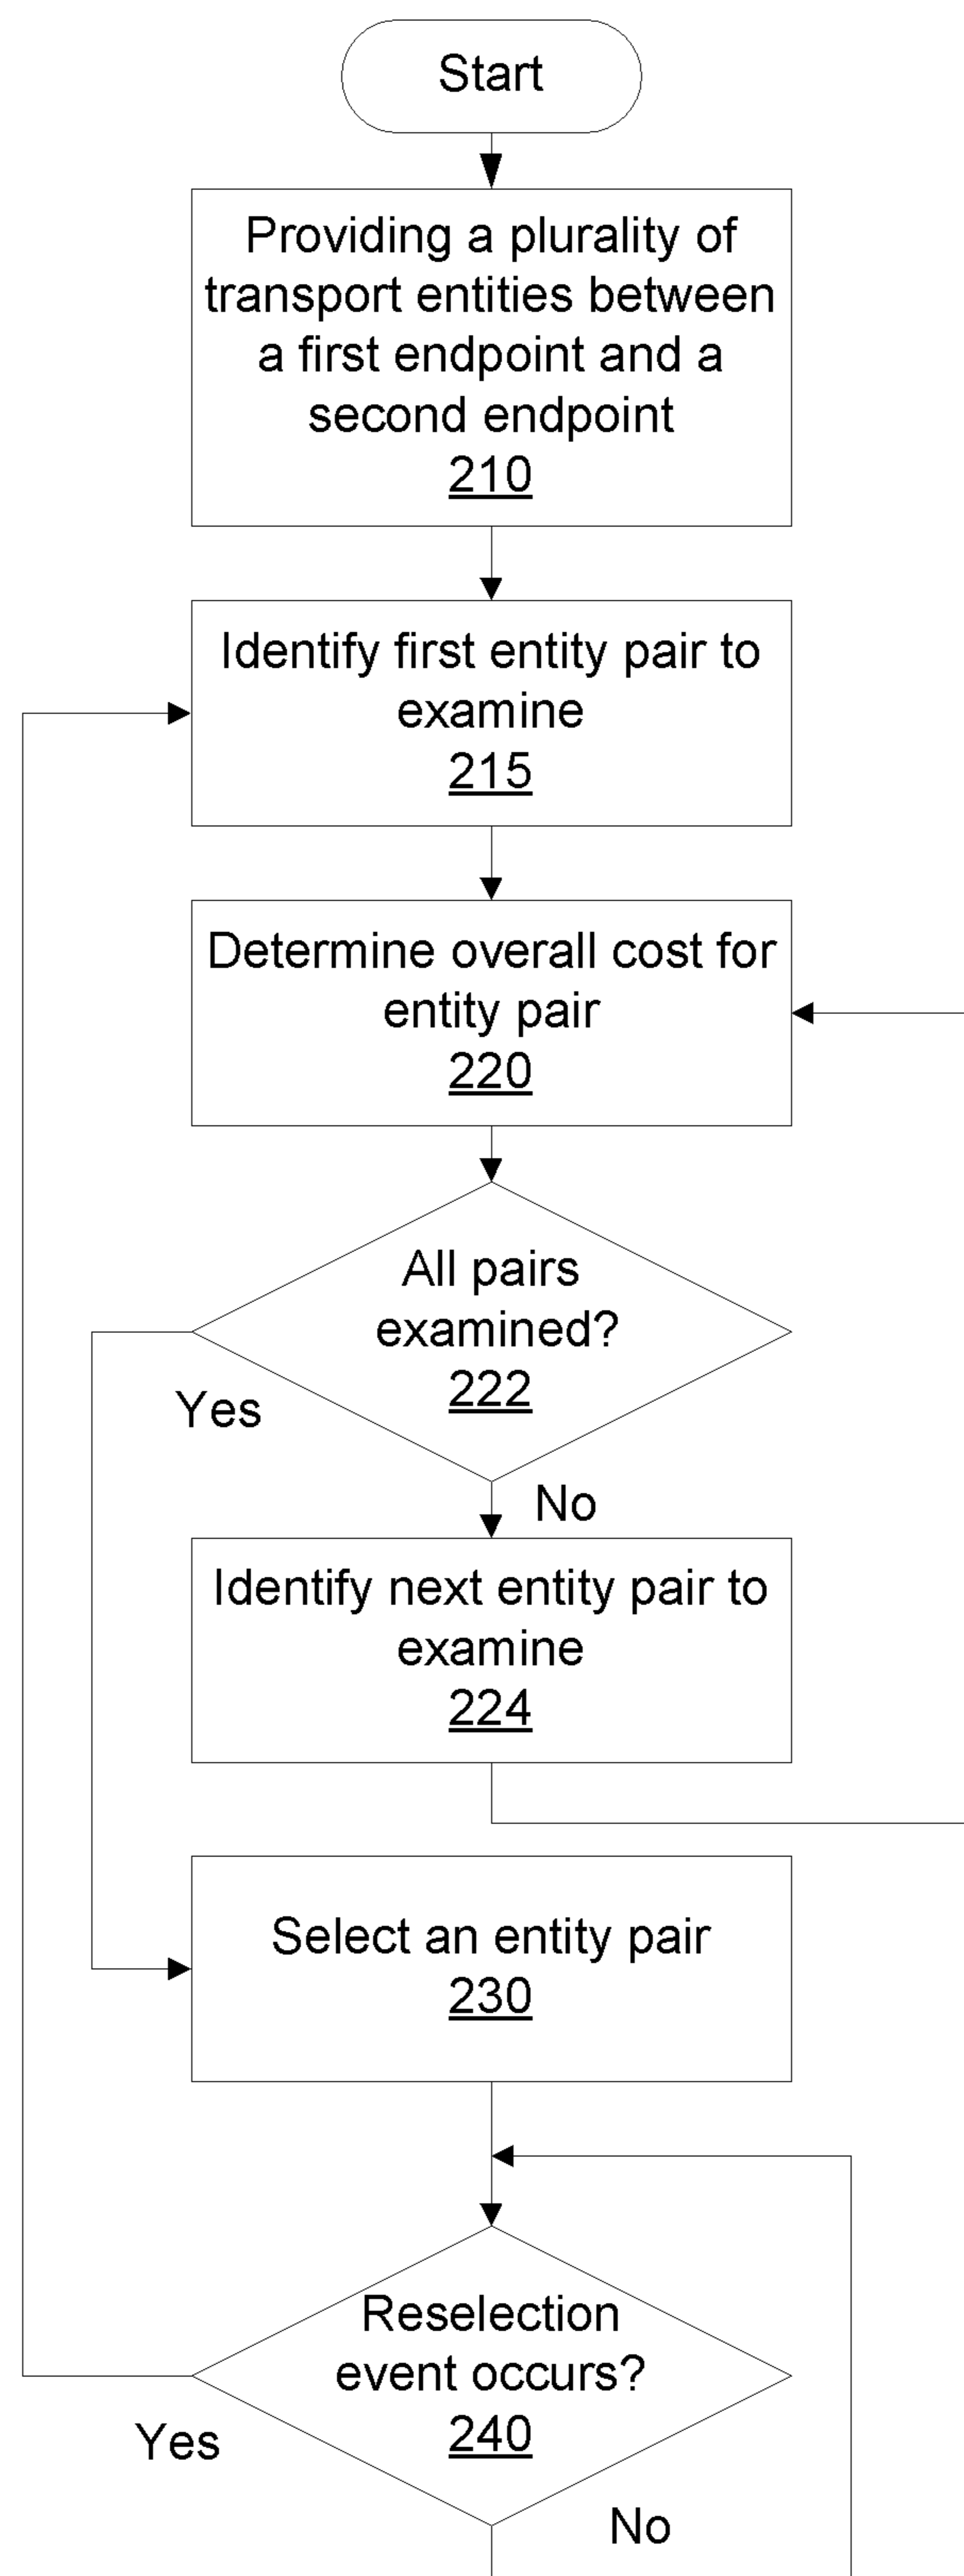 Start
Providing a plurality of
transport entities between
a first endpoint and a
second endpoint
210
Identify first entity pair to
examine
215
Determine overall cost for
entity pair
220
All pairs
examined?
222
Yes
No
Identify next entity pair to
examine
224
Select an entity pair
230
Reselection
event occurs?
240
Yes
No